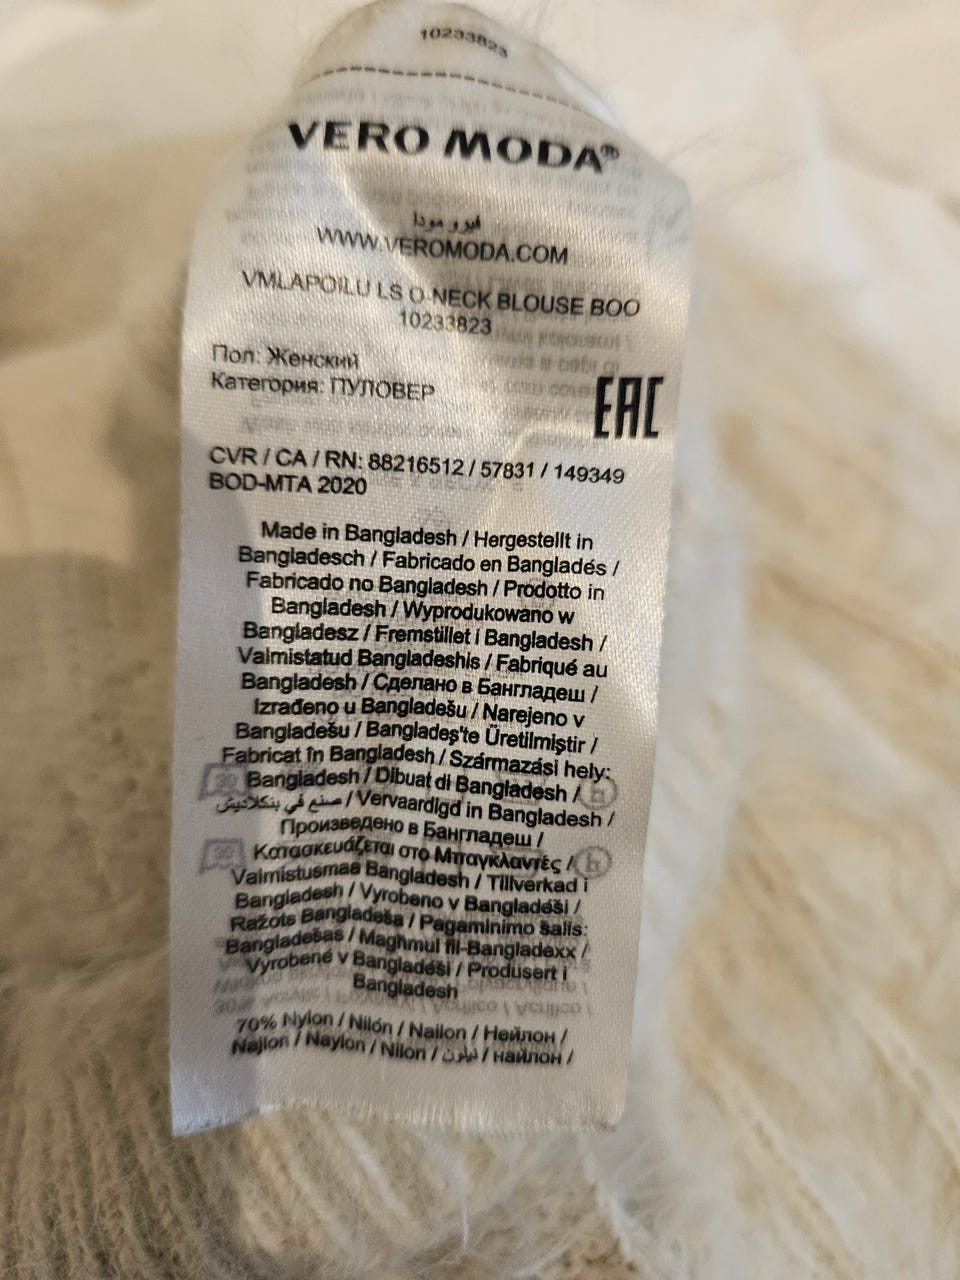 10233823
VERO MODA®
فيرو مودا
WWW.VEROMODA.COM
VMLAPOILU LS O-NECK BLOUSE BOO
10233823
Пол: Женский
Категория: ПУЛОВЕР
EAC
CVR / CA / RN: 88216512 / 57831 / 149349
BOD-MTA 2020
Made in Bangladesh / Hergestellt in
Bangladesch / Fabricado en Bangladés /
Fabricado no Bangladesh / Prodotto in
Bangladesh / Wyprodukowano w
Bangladesz / Fremstillet i Bangladesh /
Valmistatud Bangladeshis / Fabriqué au
Bangladesh / Сделано в Бангладеш /
Izrađeno u Bangladešu / Narejeno v
Bangladešu / Bangladeş'te Üretilmiştir /
Fabricat în Bangladesh / Származási hely:
Bangladesh / Dibuat di Bangladesh /
صنع في بنكلاديش / Vervaardigd in Bangladesh /
Произведено в Бангладеш /
Κατασκευάζεται στο Μπαγκλαντές /
Valmistusmaa Bangladesh / Tillverkad i
Bangladesh / Vyrobeno v Bangladéši /
Ražots Bangladeša / Pagaminimo šalis:
Bangladešas / Magħmul fil-Bangladexx /
Vyrobené v Bangladéši / Produsert i
Bangladesh
70% Nylon / Nilón / Nailon / Нейлон /
Najlon / Naylon / Nilon / نيلون / найлон /